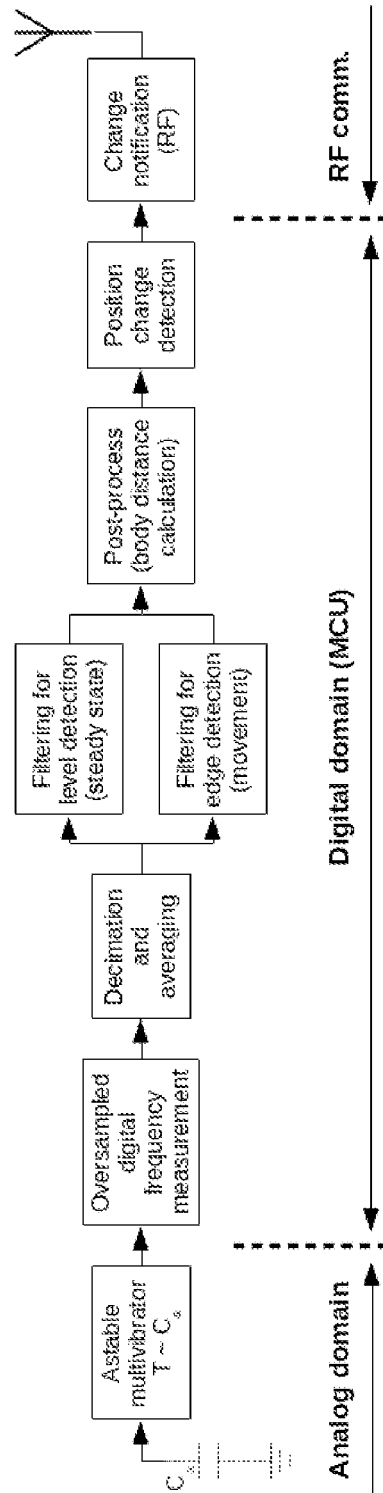 Astable
multivibrator
T ~ Cₐ
Oversampled
digital
frequency
measurement
Decimation
and
averaging
Filtering for
level detection
(steady state)
Filtering for
edge detection
(movement)
Post-process
(body distance
calculation)
Position
change
detection
Change
notification
(RF)
Analog domain
Digital domain (MCU)
RF comm.